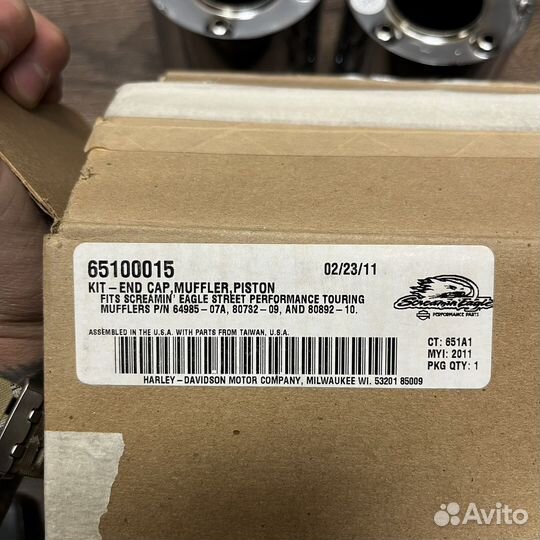 65100015 02/23/11
KIT-END CAP,MUFFLER,PISTON
FITS SCREAMIN' EAGLE STREET PERFORMANCE TOURING
MUFFLERS P/N 64985-07A, 80732-09, AND 80892-10.
Screamin' Eagle
PERFORMANCE PARTS
ASSEMBLED IN THE U.S.A. WITH PARTS FROM TAIWAN, U.S.A.
CT: 651A1
MYI: 2011
PKG QTY: 1
HARLEY-DAVIDSON MOTOR COMPANY, MILWAUKEE WI. 53201 85009
Avito